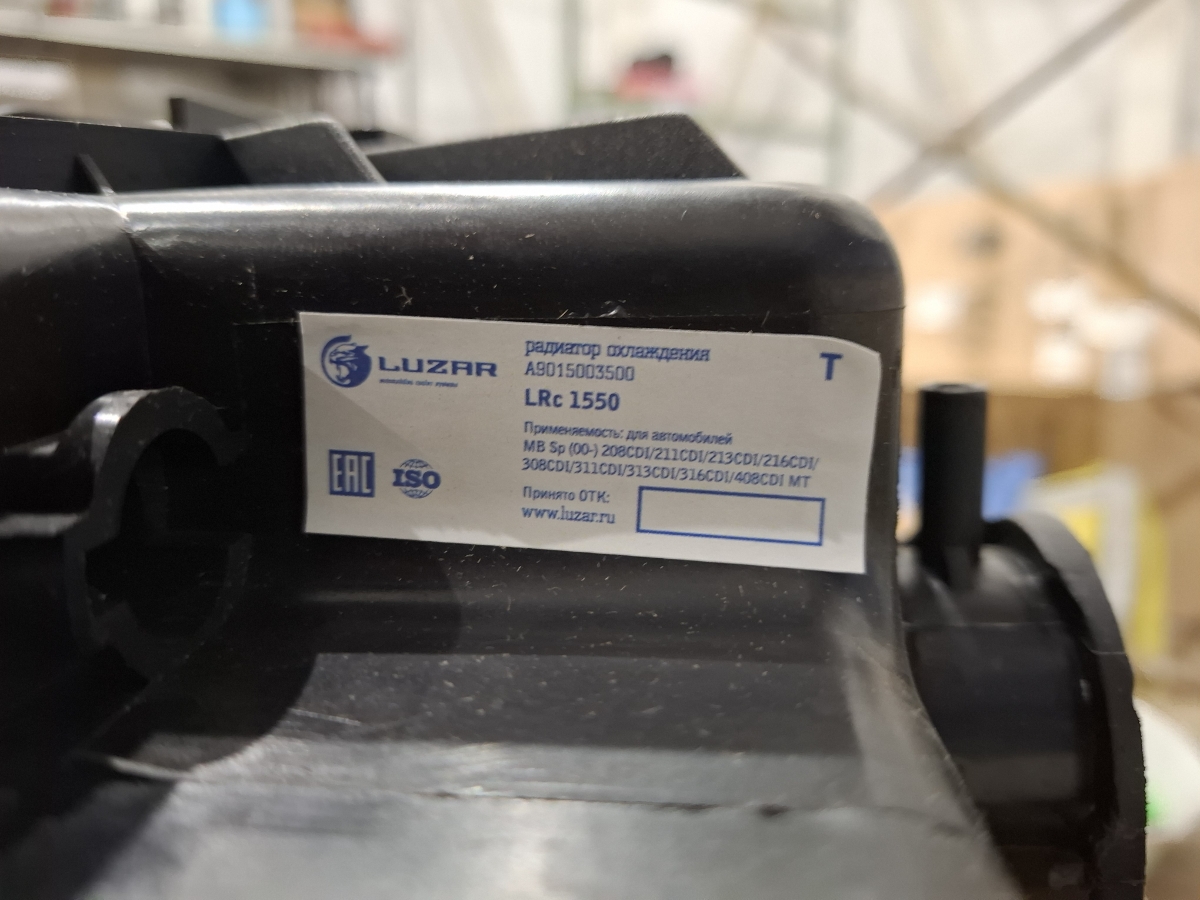 LUZAR
радиатор охлаждения
A9015003500
LRc 1550
T
Применяемость: для автомобилей
MB Sp (00-) 208CDI/211CDI/213CDI/216CDI/
308CDI/311CDI/313CDI/316CDI/408CDI MT
EAC
ISO
Принято ОТК:
www.luzar.ru